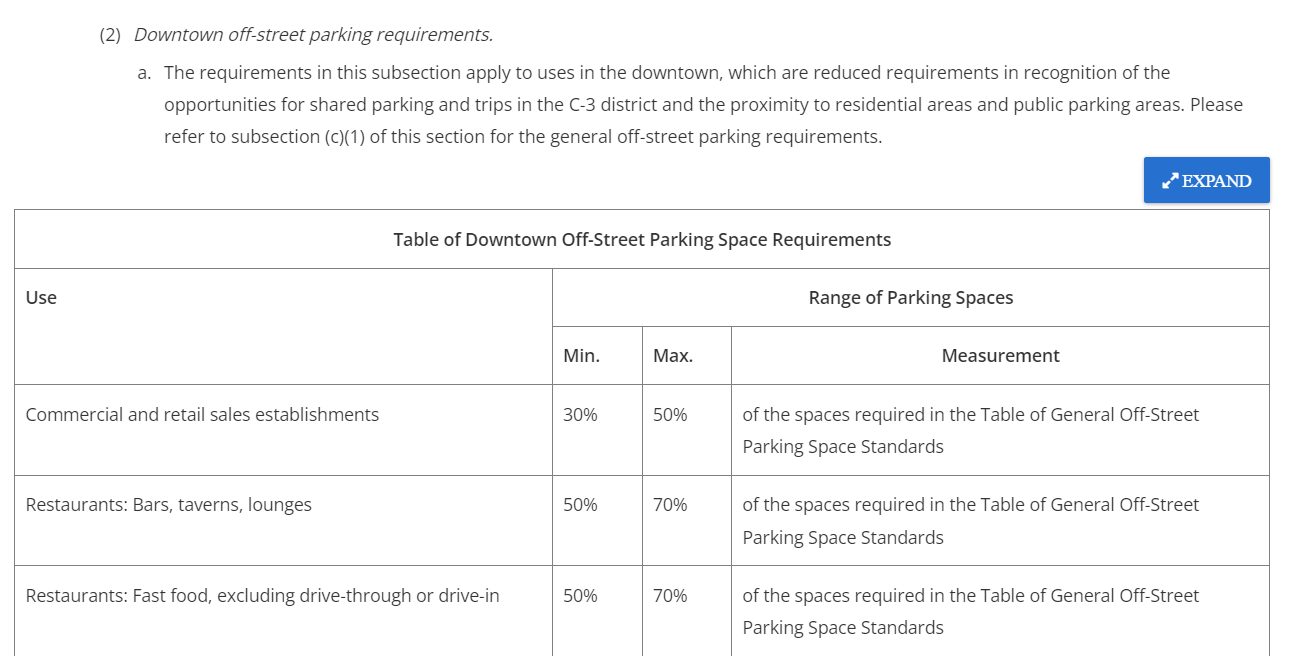 (2) Downtown off-street parking requirements.
a. The requirements in this subsection apply to uses in the downtown, which are reduced requirements in recognition of the
opportunities for shared parking and trips in the C-3 district and the proximity to residential areas and public parking areas. Please
refer to subsection (c)(1) of this section for the general off-street parking requirements.
EXPAND
Table of Downtown Off-Street Parking Space Requirements
Use
Range of Parking Spaces
Min.
Max.
Measurement
Commercial and retail sales establishments
30%
50%
of the spaces required in the Table of General Off-Street
Parking Space Standards
Restaurants: Bars, taverns, lounges
50%
70%
of the spaces required in the Table of General Off-Street
Parking Space Standards
Restaurants: Fast food, excluding drive-through or drive-in
50%
70%
of the spaces required in the Table of General Off-Street
Parking Space Standards